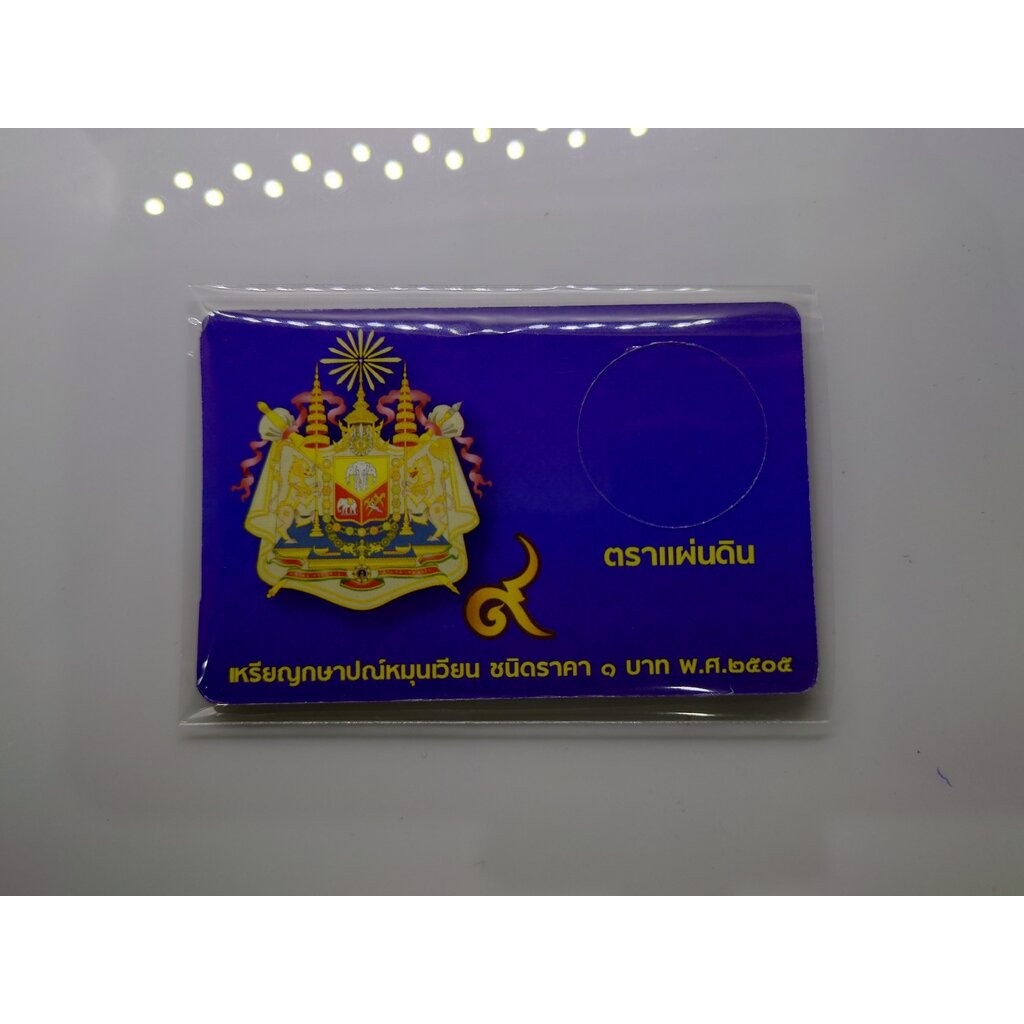 ตราแผ่นดิน
๙
เหรียญกษาปณ์หมุนเวียน ชนิดราคา ๑ บาท พ.ศ.๒๕๐๕